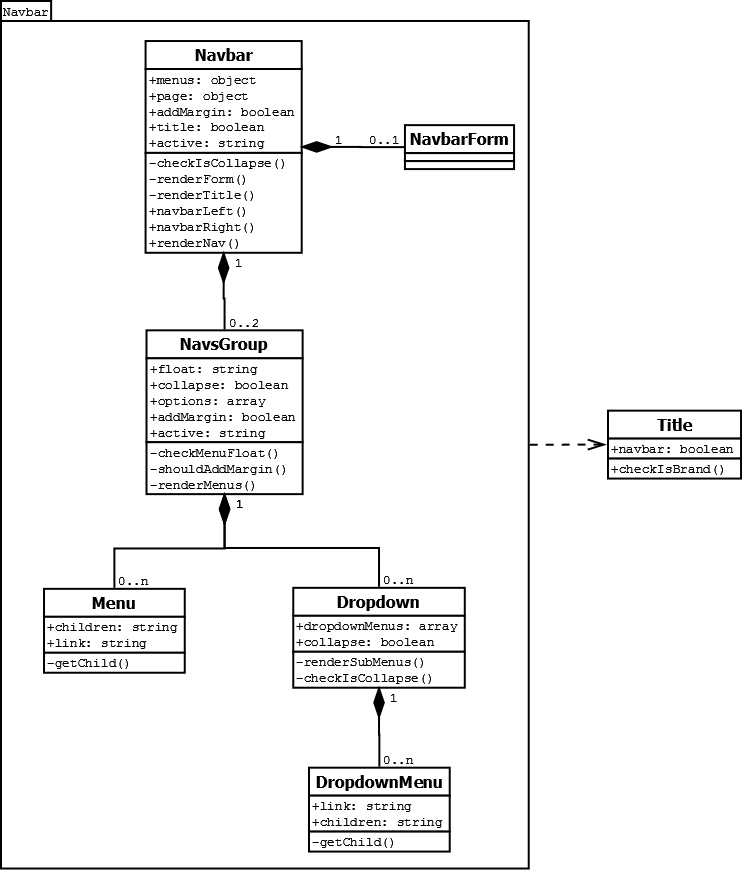 Navbar
Navbar
+menus: object
+page: object
+addMargin: boolean
+title: boolean
+active: string
-checkIsCollapse()
-renderForm()
-renderTitle()
+navbarLeft()
+navbarRight()
+renderNav()
1
0..1
NavbarForm
1
0..2
NavsGroup
+float: string
+collapse: boolean
+options: array
+addMargin: boolean
+active: string
-checkMenuFloat()
-shouldAddMargin()
-renderMenus()
1
Title
+navbar: boolean
+checkIsBrand()
0..n
Menu
+children: string
+link: string
-getChild()
0..n
Dropdown
+dropdownMenus: array
+collapse: boolean
-renderSubMenus()
-checkIsCollapse()
1
0..n
DropdownMenu
+link: string
+children: string
-getChild()